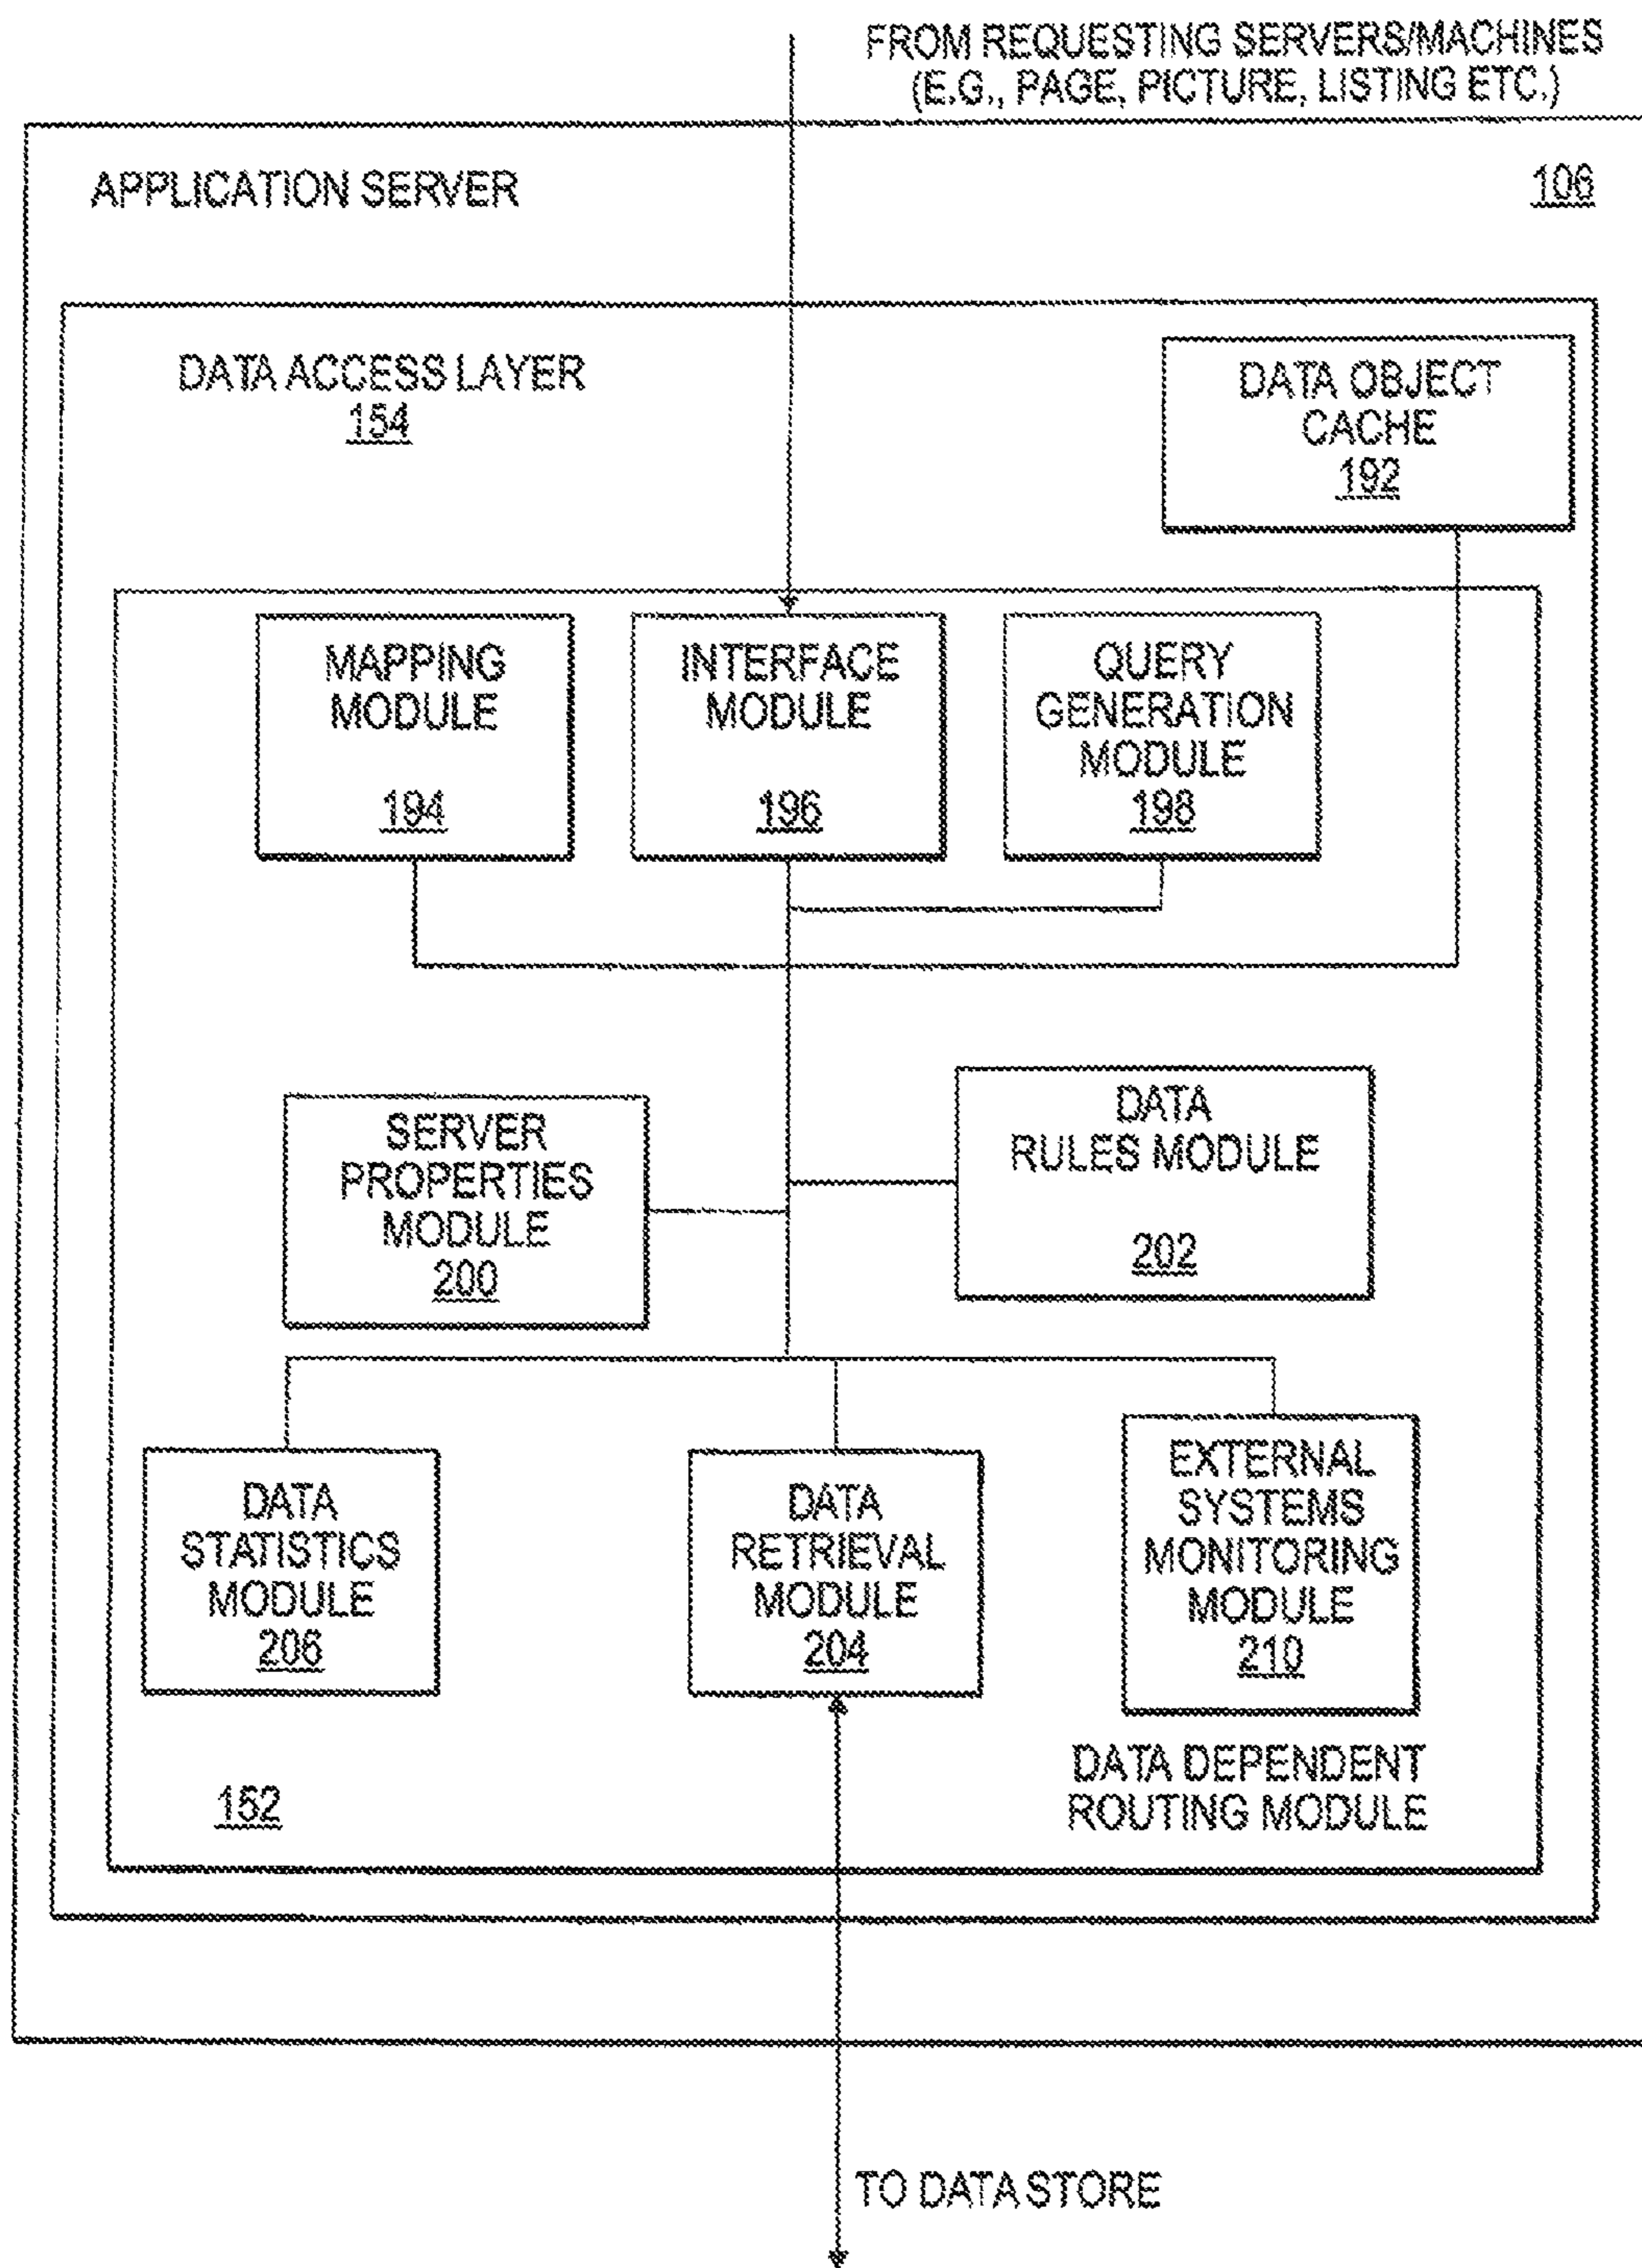 FROM REQUESTING SERVERS/MACHINES
(E.G., PAGE, PICTURE, LISTING ETC.)
APPLICATION SERVER
106
DATA ACCESS LAYER
154
DATA OBJECT
CACHE
192
MAPPING
MODULE
194
INTERFACE
MODULE
196
QUERY
GENERATION
MODULE
198
SERVER
PROPERTIES
MODULE
200
DATA
RULES MODULE
202
DATA
STATISTICS
MODULE
206
DATA
RETRIEVAL
MODULE
204
EXTERNAL
SYSTEMS
MONITORING
MODULE
210
152
DATA DEPENDENT
ROUTING MODULE
TO DATA STORE